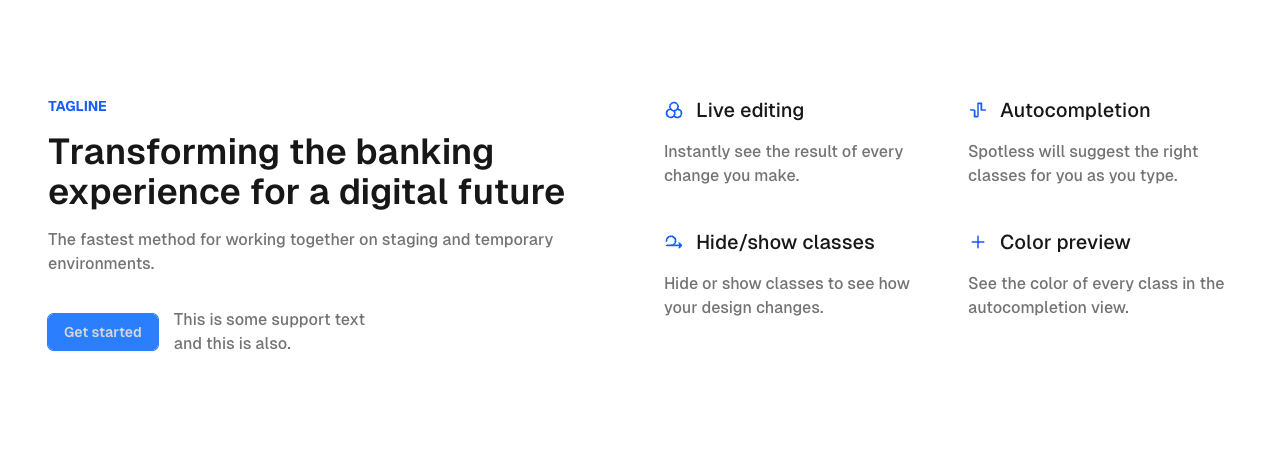 TAGLINE
Transforming the banking
experience for a digital future
The fastest method for working together on staging and temporary
environments.
Get started
This is some support text
and this is also.
Live editing
Instantly see the result of every
change you make.
Autocompletion
Spotless will suggest the right
classes for you as you type.
Hide/show classes
Hide or show classes to see how
your design changes.
Color preview
See the color of every class in the
autocompletion view.